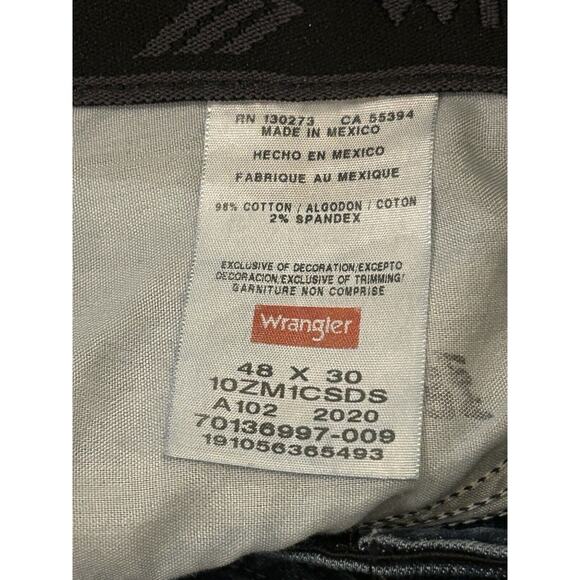 RN 130273 CA 55394
MADE IN MEXICO
HECHO EN MEXICO
FABRIQUE AU MEXIQUE
98% COTTON / ALGODON / COTON
2% SPANDEX
EXCLUSIVE OF DECORATION/EXCEPTO
DECORACION/EXCLUSIVE OF TRIMMING/
GARNITURE NON COMPRISE
Wrangler
48 X 30
10ZM1CSDS
A102 2020
70136997-009
191056365493